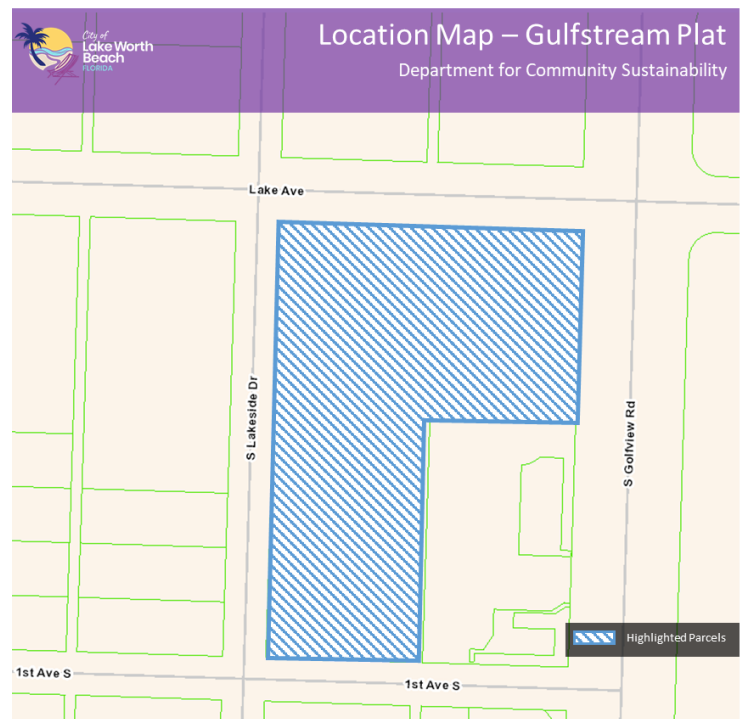 City of
Lake Worth
Beach
FLORIDA
Location Map – Gulfstream Plat
Department for Community Sustainability
Lake Ave
S Lakeside Dr
S Golfview Rd
Highlighted Parcels
1st Ave S
1st Ave S